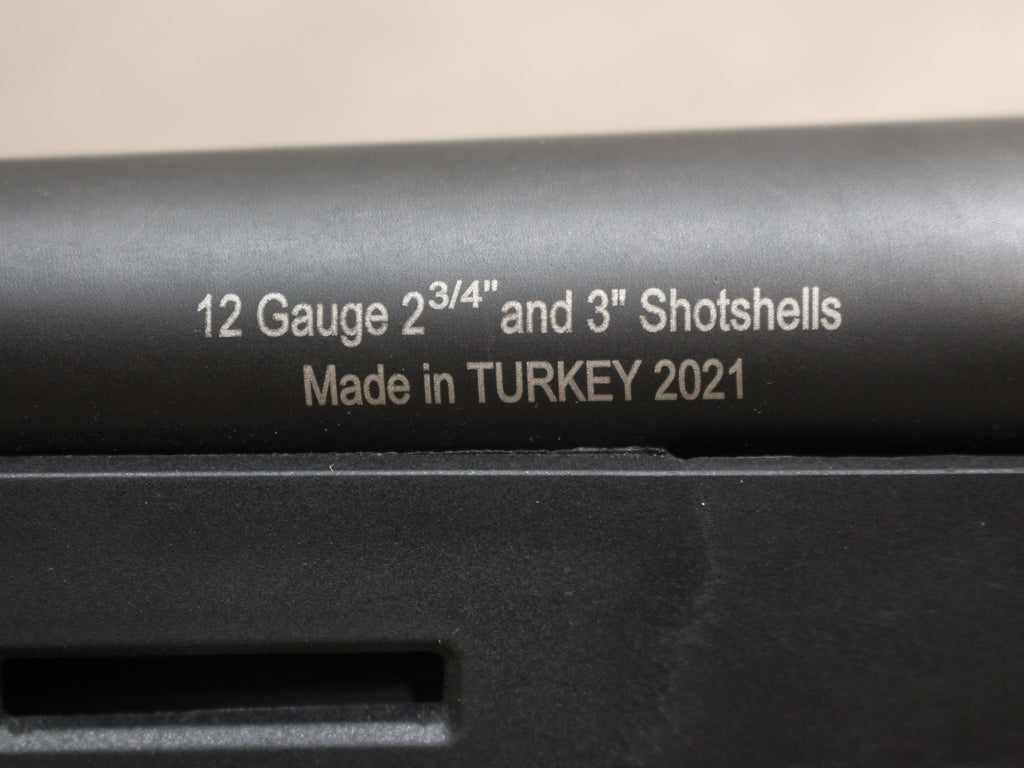 12 Gauge 2 3/4" and 3" Shotshells
Made in TURKEY 2021